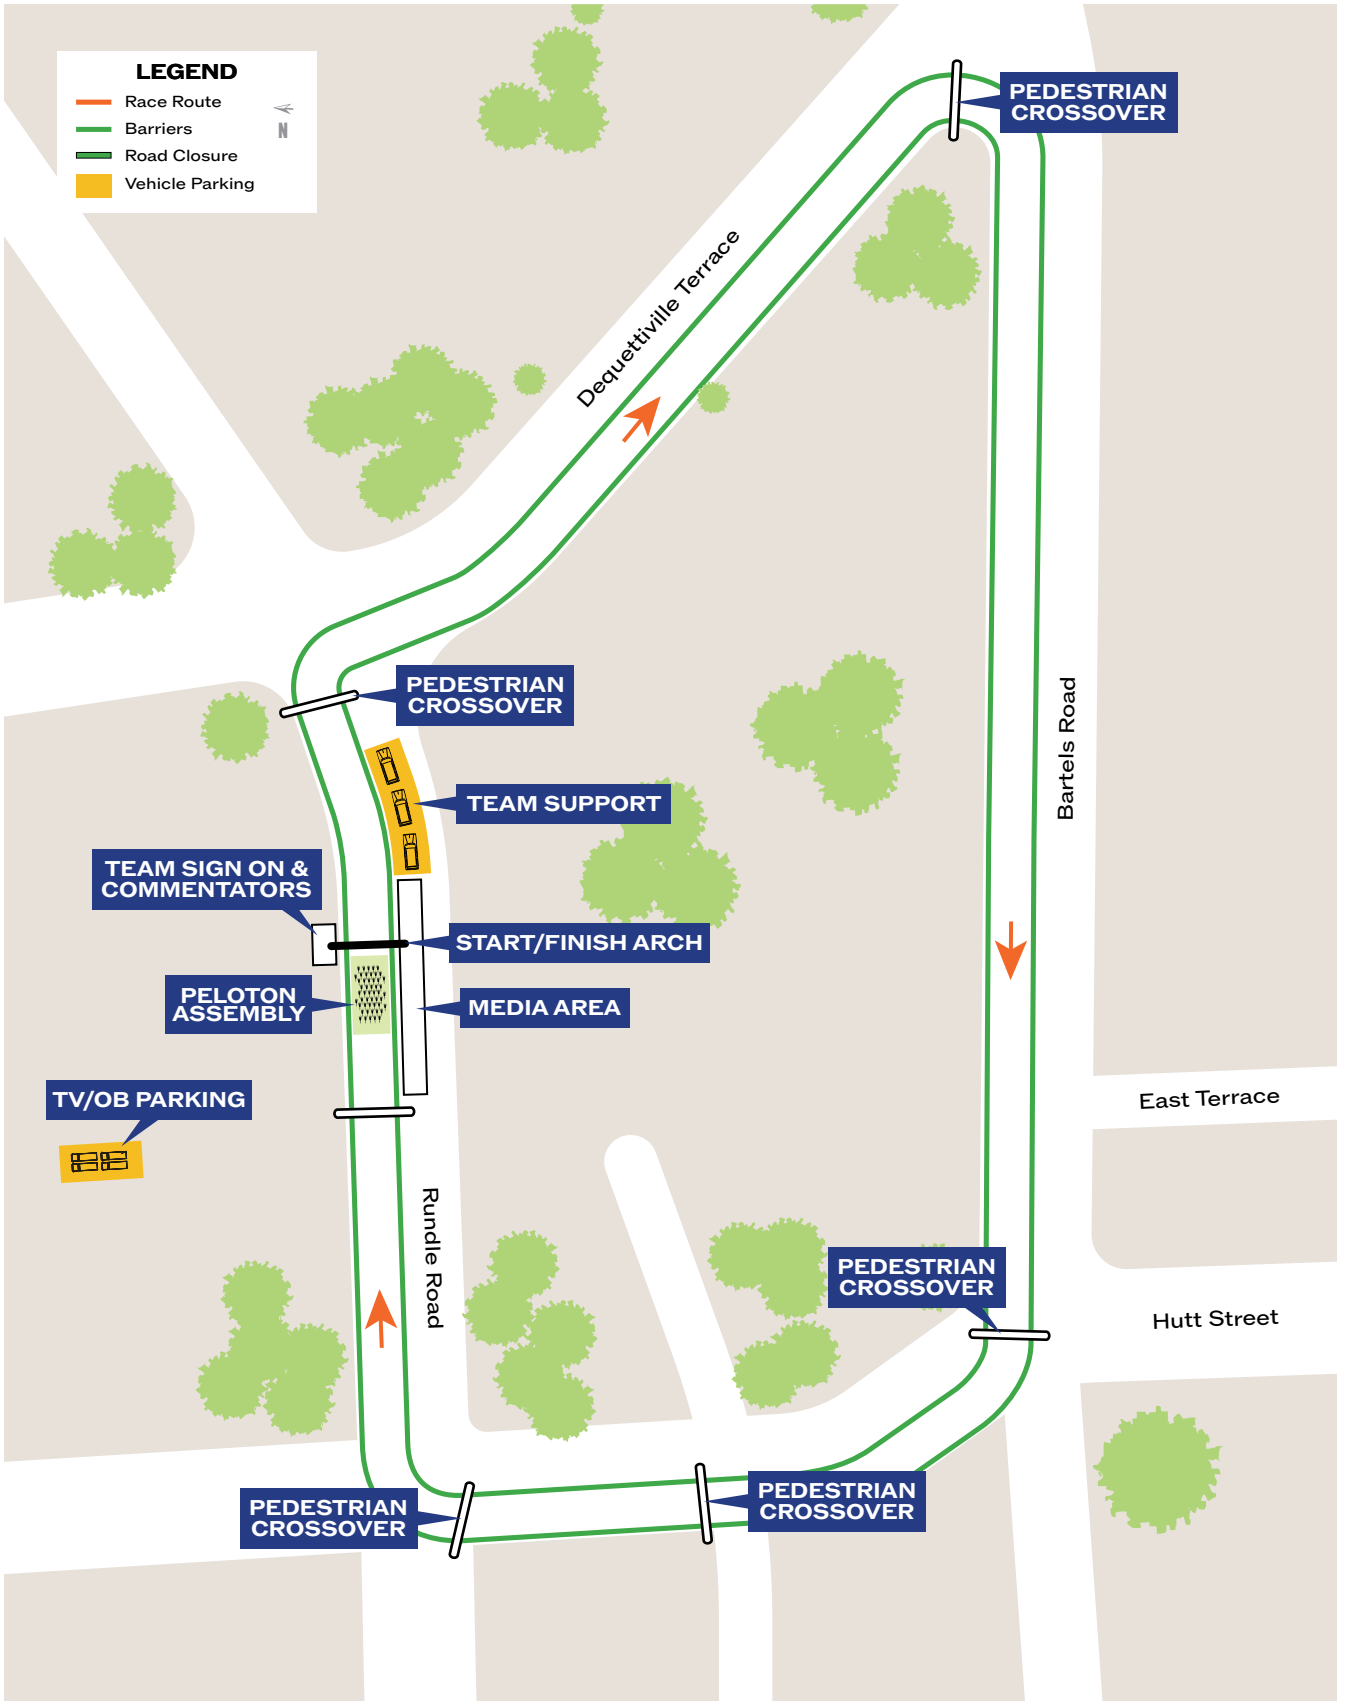 LEGEND
Race Route
Barriers
Road Closure
Vehicle Parking
N
PEDESTRIAN
CROSSOVER
Dequettiville Terrace
PEDESTRIAN
CROSSOVER
Bartels Road
TEAM SUPPORT
TEAM SIGN ON &
COMMENTATORS
START/FINISH ARCH
PELOTON
ASSEMBLY
MEDIA AREA
TV/OB PARKING
East Terrace
Rundle Road
PEDESTRIAN
CROSSOVER
Hutt Street
PEDESTRIAN
CROSSOVER
PEDESTRIAN
CROSSOVER